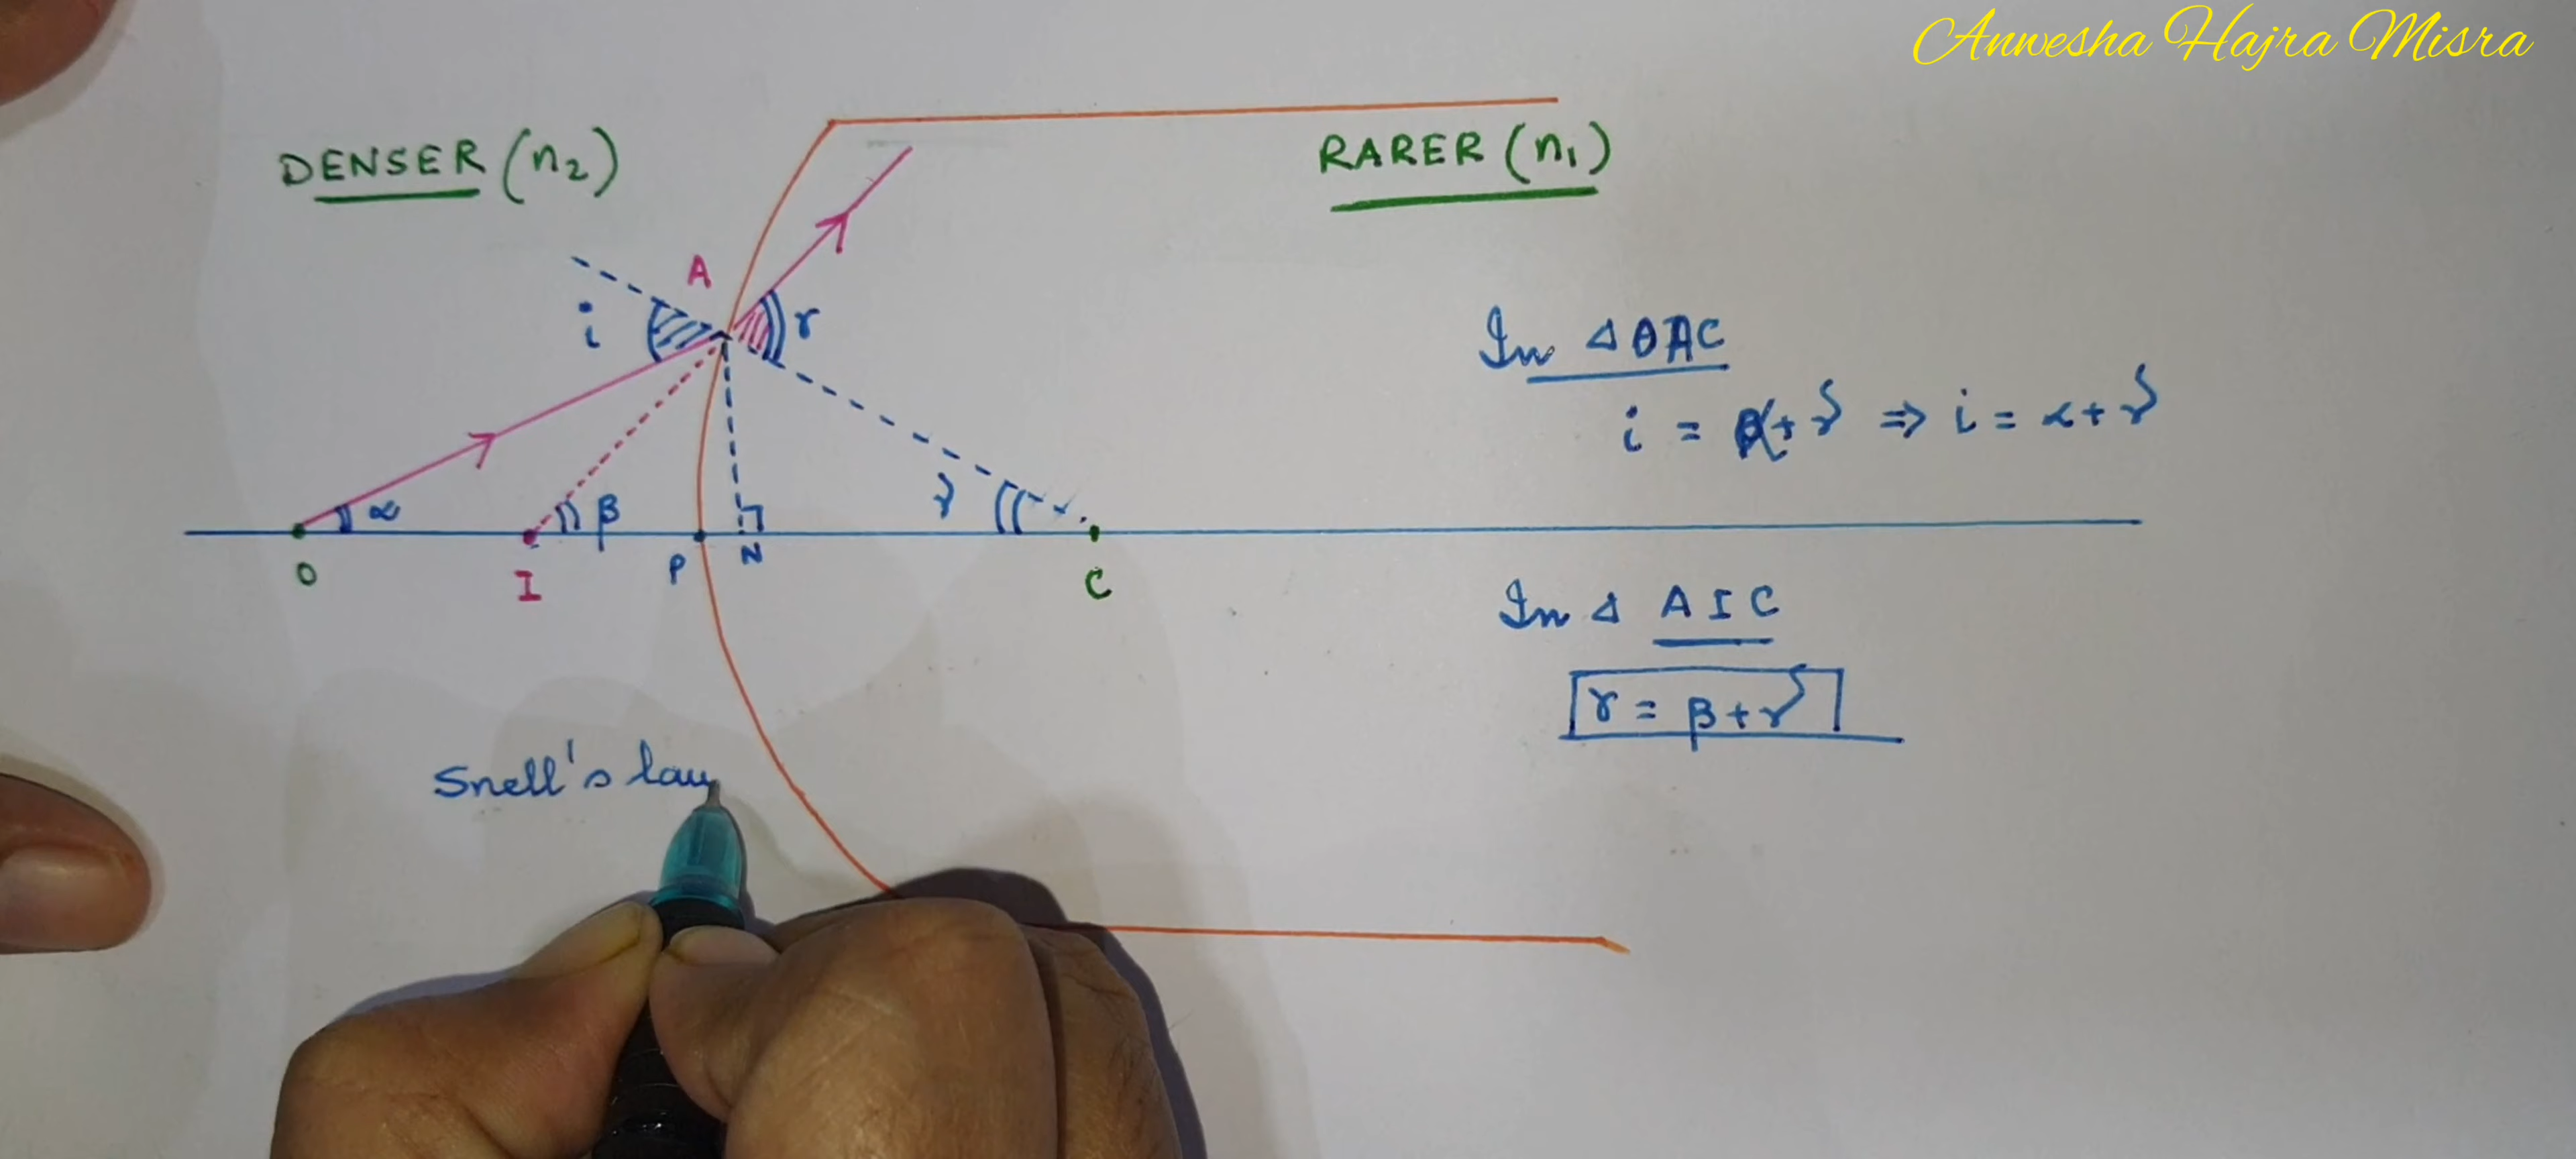 Anwesha Hajra Misra
DENSER (n₂)
RARER (n₁)
A
i
r
In ΔOAC
i = α+γ ⇒ i = α+γ
α
β
γ
O
I
P
N
C
In Δ AIC
r = β+γ
Snell's law